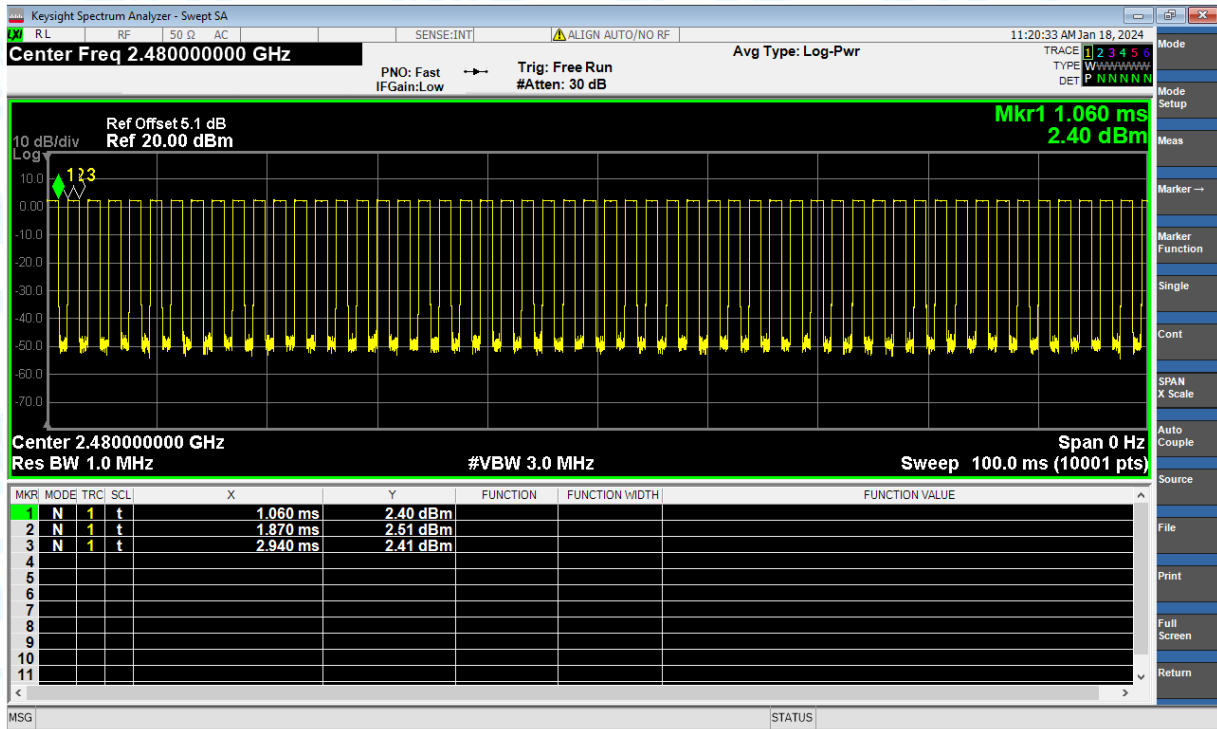 Keysight Spectrum Analyzer - Swept SA
LXI RL RF 50 Ω AC SENSE:INT ALIGN AUTO/NO RF 11:20:33 AM Jan 18, 2024
Center Freq 2.480000000 GHz Avg Type: Log-Pwr TRACE 1 2 3 4 5 6
PNO: Fast Trig: Free Run TYPE WWWWWW
IFGain:Low #Atten: 30 dB DET P N N N N N
Mkr1 1.060 ms
Ref Offset 5.1 dB 2.40 dBm
10 dB/div Ref 20.00 dBm
Log
10.0
0.00
-10.0
-20.0
-30.0
-40.0
-50.0
-60.0
-70.0
1 2 3
Center 2.480000000 GHz Span 0 Hz
Res BW 1.0 MHz #VBW 3.0 MHz Sweep 100.0 ms (10001 pts)
MKR MODE TRC SCL X Y FUNCTION FUNCTION WIDTH FUNCTION VALUE
1 N 1 t 1.060 ms 2.40 dBm
2 N 1 t 1.870 ms 2.51 dBm
3 N 1 t 2.940 ms 2.41 dBm
4
5
6
7
8
9
10
11
MSG STATUS
Mode
Mode
Setup
Meas
Marker →
Marker
Function
Single
Cont
SPAN
X Scale
Auto
Couple
Source
File
Print
Full
Screen
Return